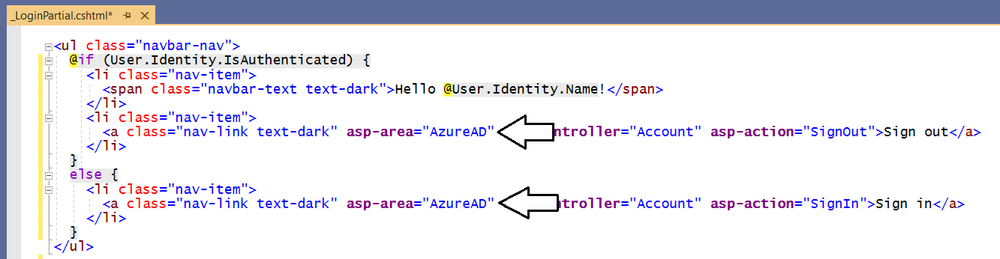 _LoginPartial.cshtml*
<ul class="navbar-nav">
@if (User.Identity.IsAuthenticated) {
<li class="nav-item">
<span class="navbar-text text-dark">Hello @User.Identity.Name!</span>
</li>
<li class="nav-item">
<a class="nav-link text-dark" asp-area="AzureAD" ntroller="Account" asp-action="SignOut">Sign out</a>
</li>
}
else {
<li class="nav-item">
<a class="nav-link text-dark" asp-area="AzureAD" ntroller="Account" asp-action="SignIn">Sign in</a>
</li>
}
</ul>